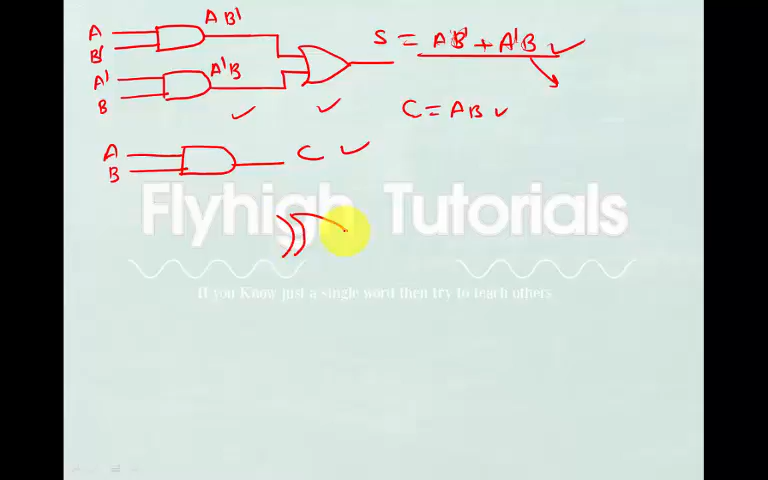 A
B'
AB'
A'
B
A'B
S = AB' + A'B
C = AB
A
B
C
Flyhigh Tutorials
If you Know just a single word then try to teach others